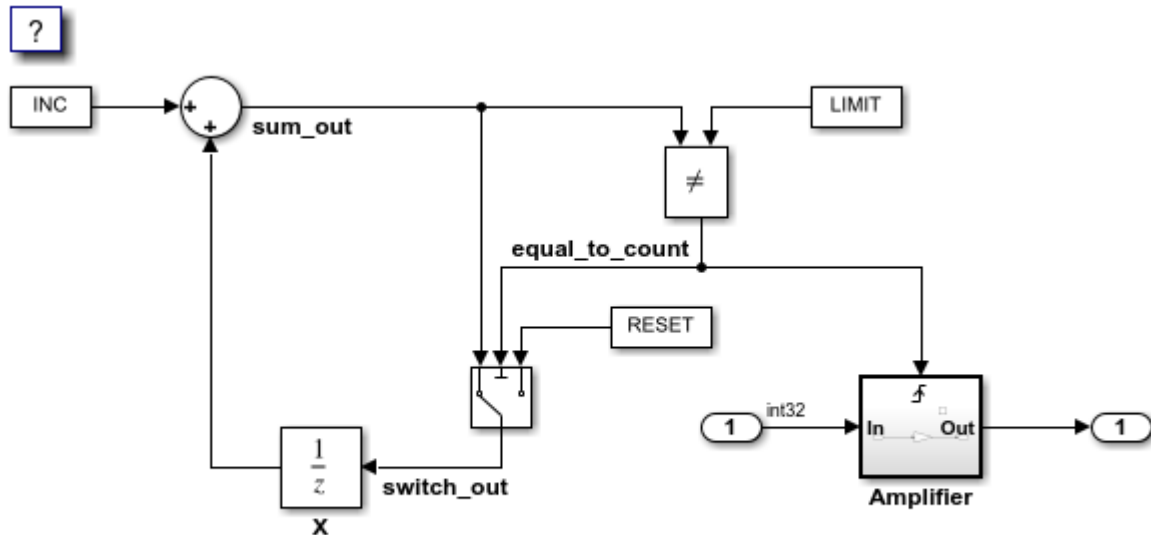 ?
INC
+
+
sum_out
LIMIT
≠
equal_to_count
RESET
1
int32
In
Out
1
Amplifier
1
z
switch_out
X